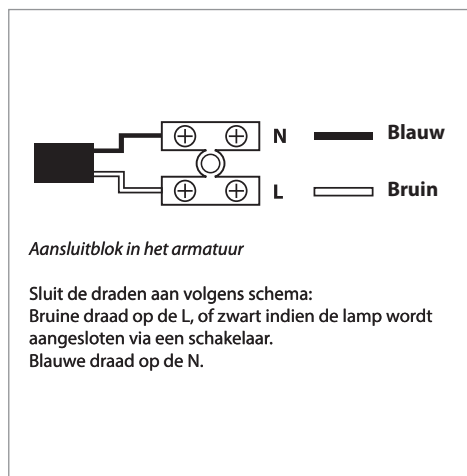 N Blauw
L Bruin
Aansluitblok in het armatuur
Sluit de draden aan volgens schema:
Bruine draad op de L, of zwart indien de lamp wordt
aangesloten via een schakelaar.
Blauwe draad op de N.